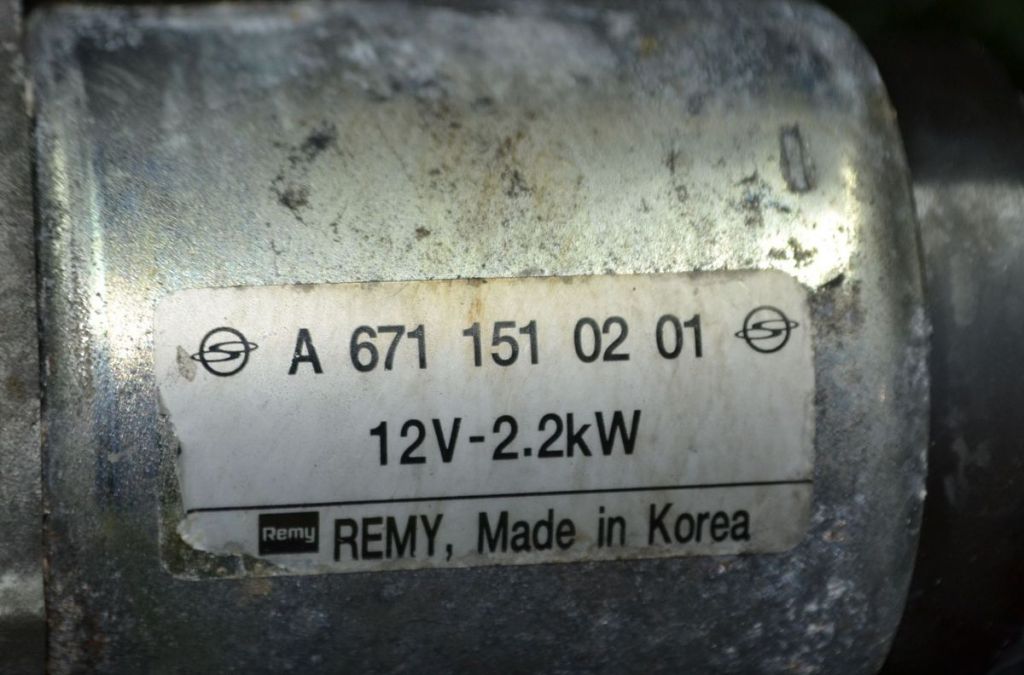 A 671 151 02 01
12V-2.2kW
Remy REMY, Made in Korea